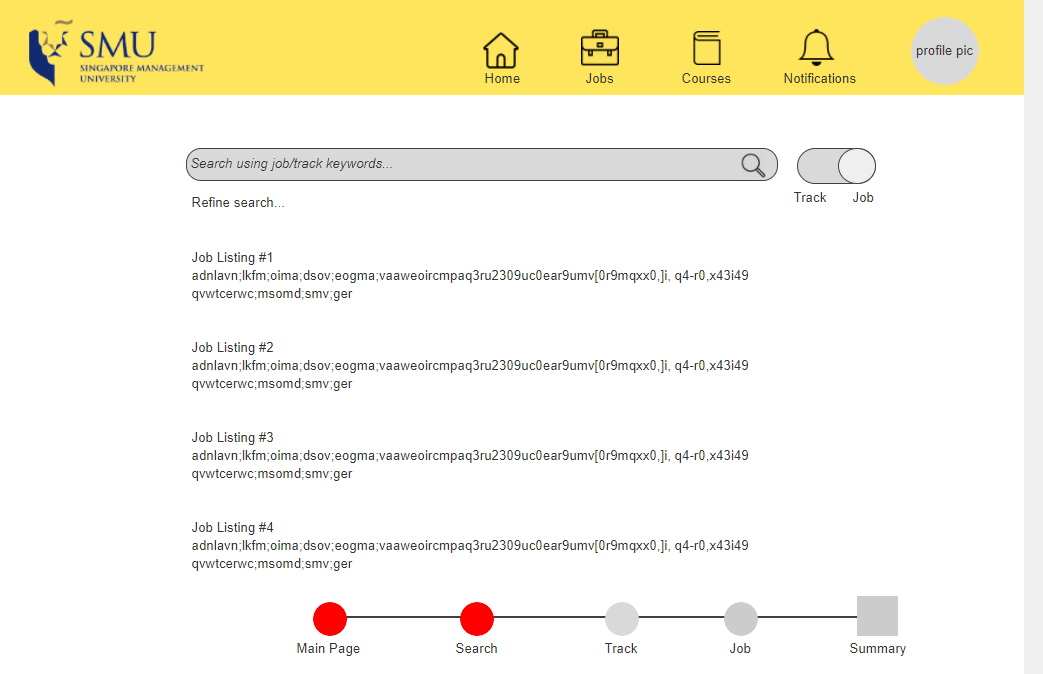 SMU
SINGAPORE MANAGEMENT
UNIVERSITY
Home
Jobs
Courses
Notifications
profile pic
Search using job/track keywords...
Track
Job
Refine search...
Job Listing #1
adnlavn;lkfm;oima;dsov;eogma;vaaweoircmpaq3ru2309uc0ear9umv[0r9mqxx0,]i, q4-r0,x43i49
qvwtcerwc;msomd;smv;ger
Job Listing #2
adnlavn;lkfm;oima;dsov;eogma;vaaweoircmpaq3ru2309uc0ear9umv[0r9mqxx0,]i, q4-r0,x43i49
qvwtcerwc;msomd;smv;ger
Job Listing #3
adnlavn;lkfm;oima;dsov;eogma;vaaweoircmpaq3ru2309uc0ear9umv[0r9mqxx0,]i, q4-r0,x43i49
qvwtcerwc;msomd;smv;ger
Job Listing #4
adnlavn;lkfm;oima;dsov;eogma;vaaweoircmpaq3ru2309uc0ear9umv[0r9mqxx0,]i, q4-r0,x43i49
qvwtcerwc;msomd;smv;ger
Main Page
Search
Track
Job
Summary